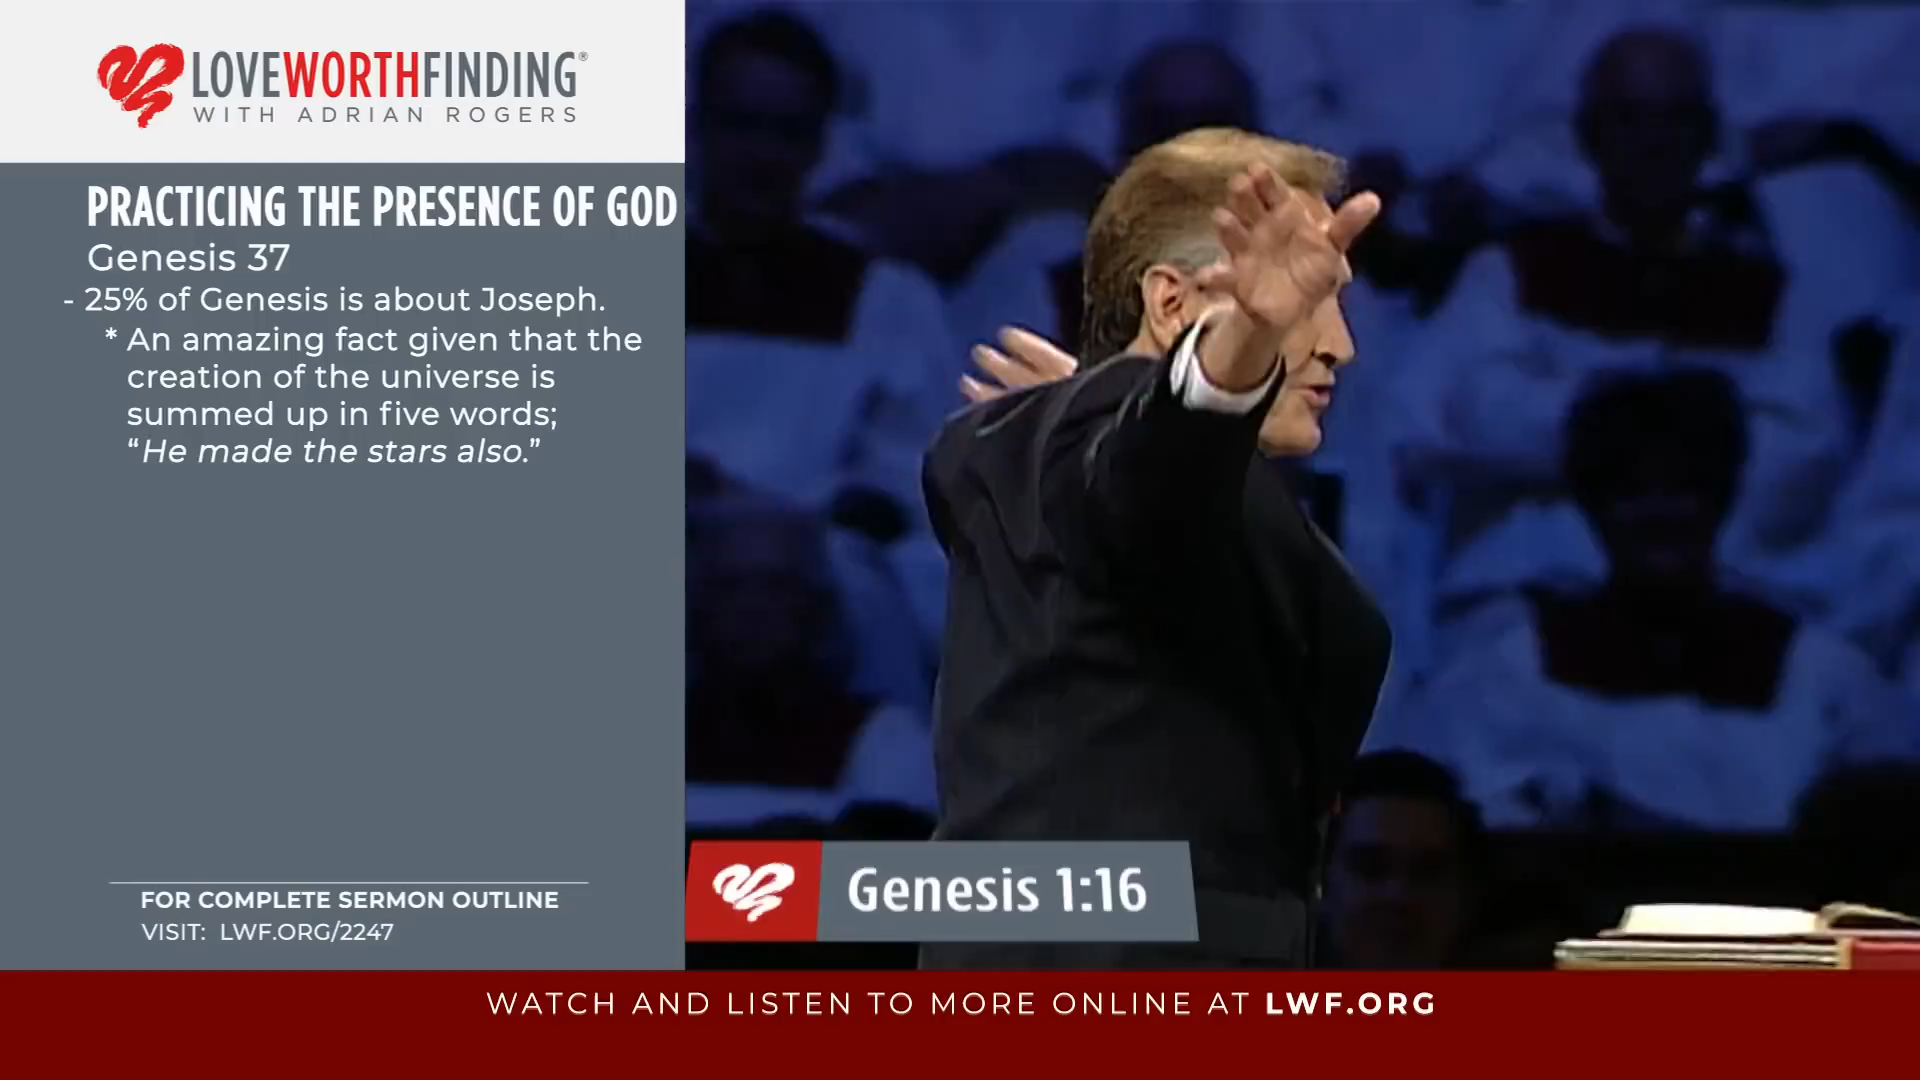 LOVEWORTHFINDING®
WITH ADRIAN ROGERS
PRACTICING THE PRESENCE OF GOD
Genesis 37
- 25% of Genesis is about Joseph.
* An amazing fact given that the
creation of the universe is
summed up in five words;
“He made the stars also.”
FOR COMPLETE SERMON OUTLINE
VISIT: LWF.ORG/2247
Genesis 1:16
WATCH AND LISTEN TO MORE ONLINE AT LWF.ORG